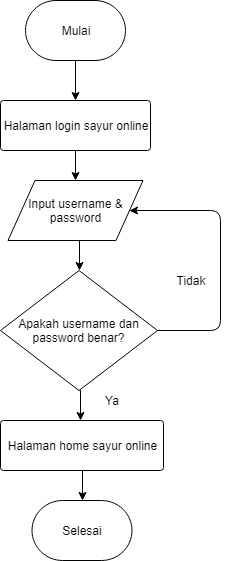 Mulai
Halaman login sayur online
Input username &
password
Tidak
Apakah username dan
password benar?
Ya
Halaman home sayur online
Selesai